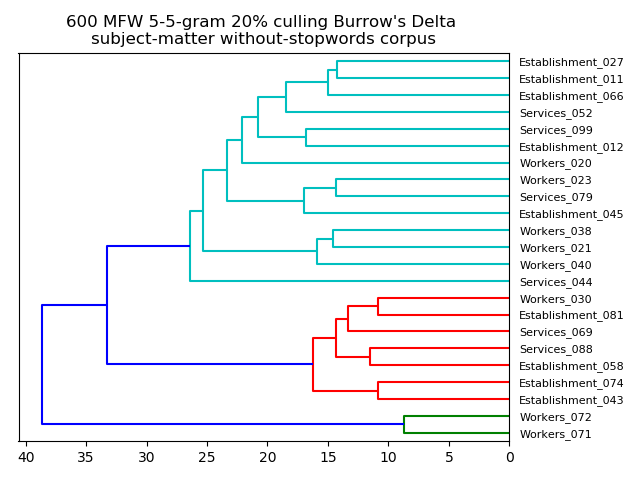 600 MFW 5-5-gram 20% culling Burrow's Delta
subject-matter without-stopwords corpus
Establishment_027
Establishment_011
Establishment_066
Services_052
Services_099
Establishment_012
Workers_020
Workers_023
Services_079
Establishment_045
Workers_038
Workers_021
Workers_040
Services_044
Workers_030
Establishment_081
Services_069
Services_088
Establishment_058
Establishment_074
Establishment_043
Workers_072
Workers_071
40 35 30 25 20 15 10 5 0